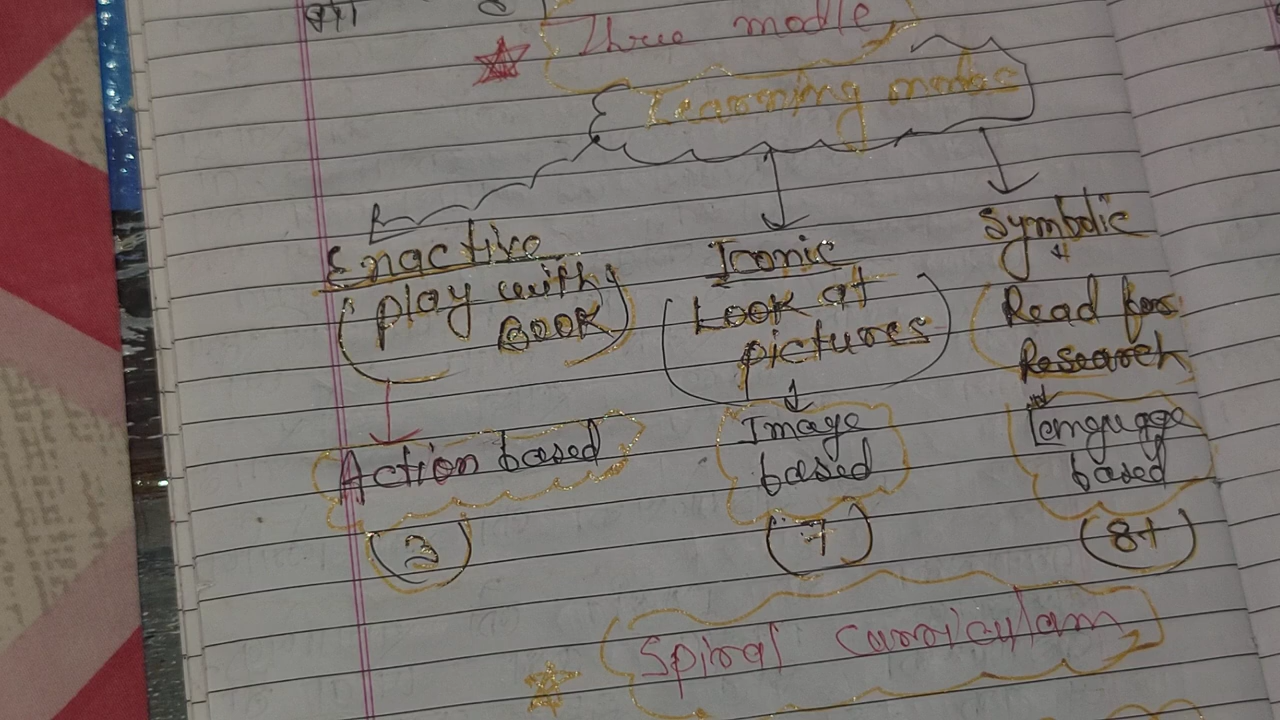 Three modle
Learning modes
Enactive
(play with
Book)
Action based
(3)
Iconic
(Look at
pictures)
Image
based
(7)
Symbolic
Read for
Research
Language
based
(8+)
Spiral Curriculam